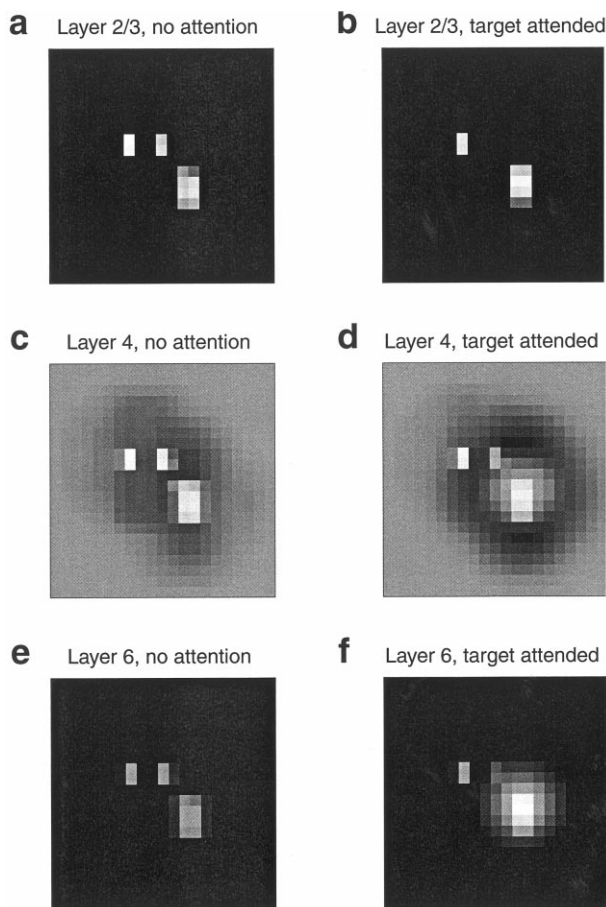 a Layer 2/3, no attention
b Layer 2/3, target attended
c Layer 4, no attention
d Layer 4, target attended
e Layer 6, no attention
f Layer 6, target attended